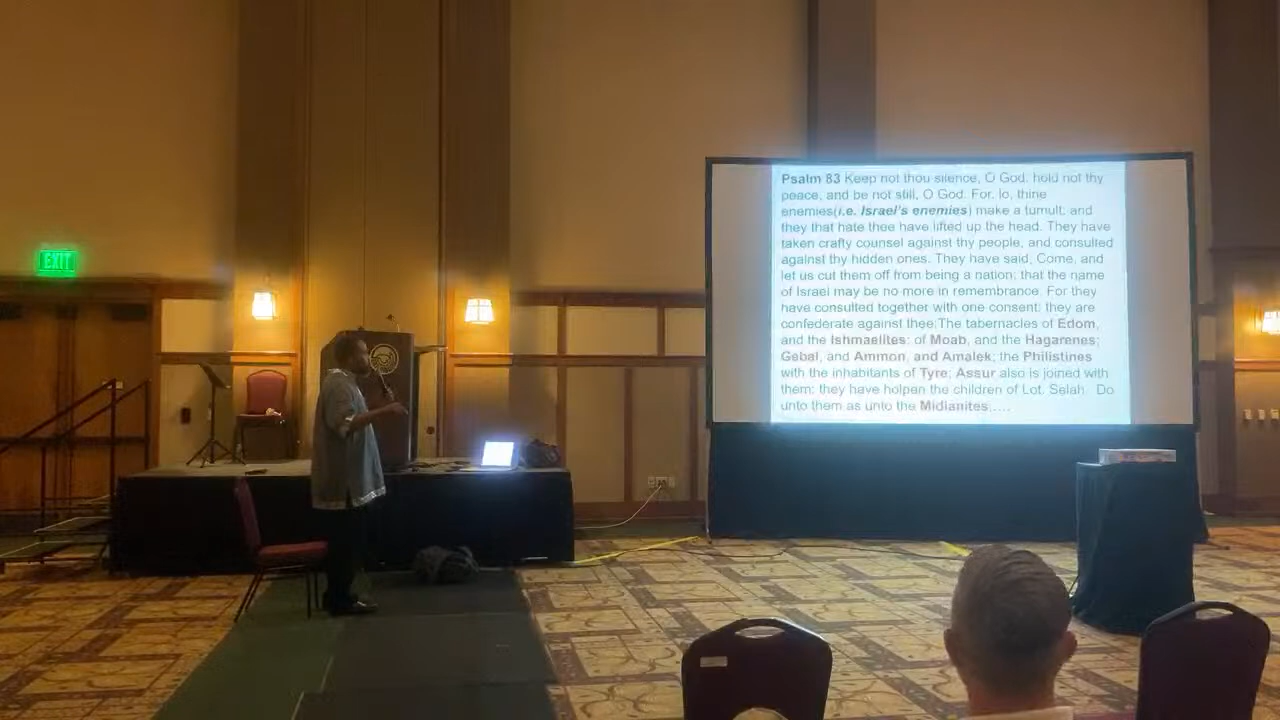 EXIT
Psalm 83 Keep not thou silence, O God. hold not thy
peace, and be not still, O God. For, lo, thine
enemies(i.e. Israel's enemies) make a tumult: and
they that hate thee have lifted up the head. They have
taken crafty counsel against thy people, and consulted
against thy hidden ones. They have said, Come, and
let us cut them off from being a nation; that the name
of Israel may be no more in remembrance. For they
have consulted together with one consent: they are
confederate against thee:The tabernacles of Edom,
and the Ishmaelites; of Moab, and the Hagarenes;
Gebal, and Ammon, and Amalek; the Philistines
with the inhabitants of Tyre; Assur also is joined with
them: they have holpen the children of Lot. Selah. Do
unto them as unto the Midianites;....